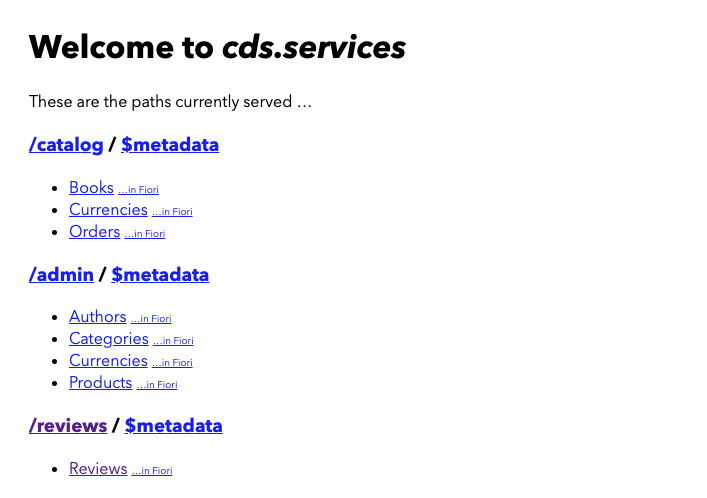 Welcome to cds.services
These are the paths currently served …
/catalog / $metadata
Books ...in Fiori
Currencies ...in Fiori
Orders ...in Fiori
/admin / $metadata
Authors ...in Fiori
Categories ...in Fiori
Currencies ...in Fiori
Products ...in Fiori
/reviews / $metadata
Reviews ...in Fiori